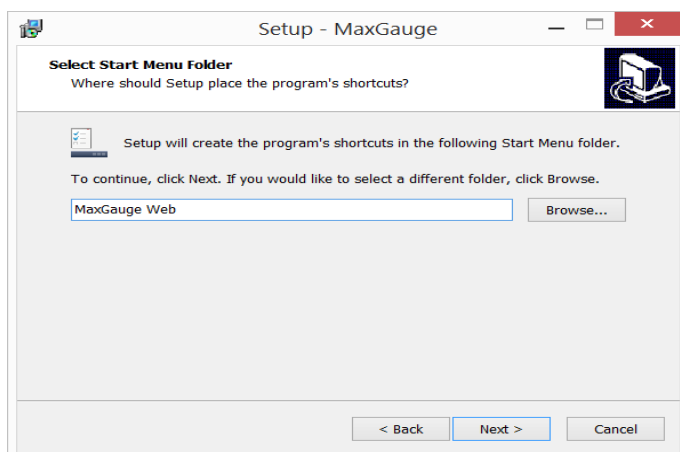 Setup - MaxGauge
Select Start Menu Folder
Where should Setup place the program's shortcuts?
Setup will create the program's shortcuts in the following Start Menu folder.
To continue, click Next. If you would like to select a different folder, click Browse.
MaxGauge Web
Browse...
< Back
Next >
Cancel